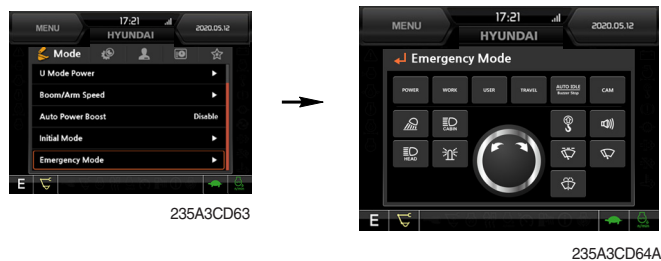 MENU
17:21
2020.05.12
HYUNDAI
Mode
U Mode Power
Boom/Arm Speed
Auto Power Boost Disable
Initial Mode
Emergency Mode
E
235A3CD63
MENU
17:21
2020.05.12
HYUNDAI
Emergency Mode
POWER WORK USER TRAVEL AUTO IDLE CAM
Buzzer Stop
CABIN
HEAD
E
235A3CD64A